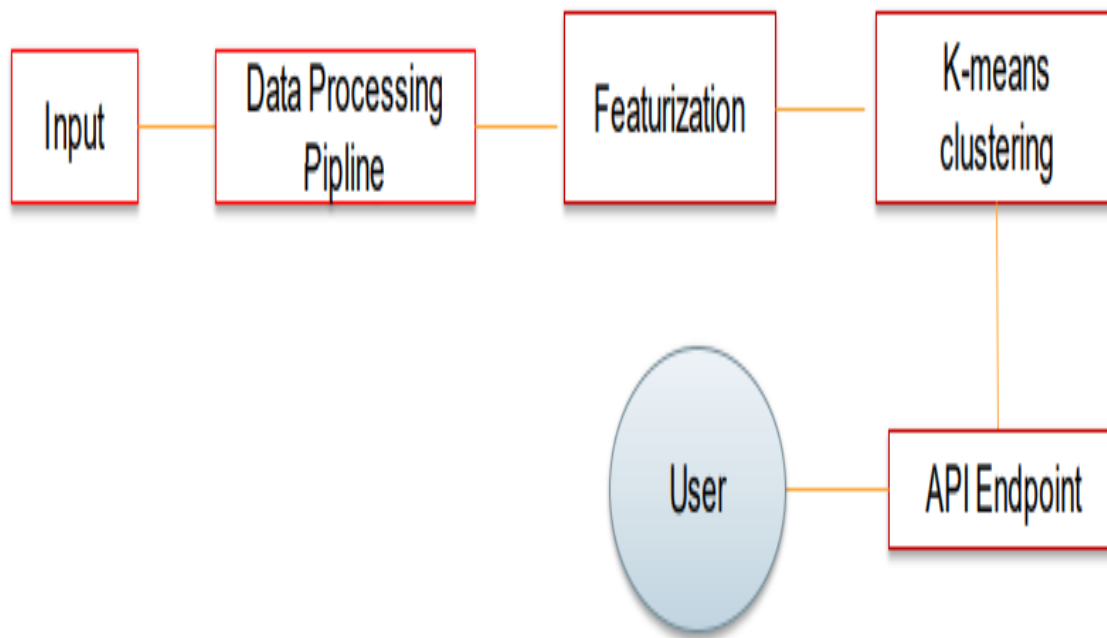 Input
Data Processing
Pipline
Featurization
K-means
clustering
User
API Endpoint